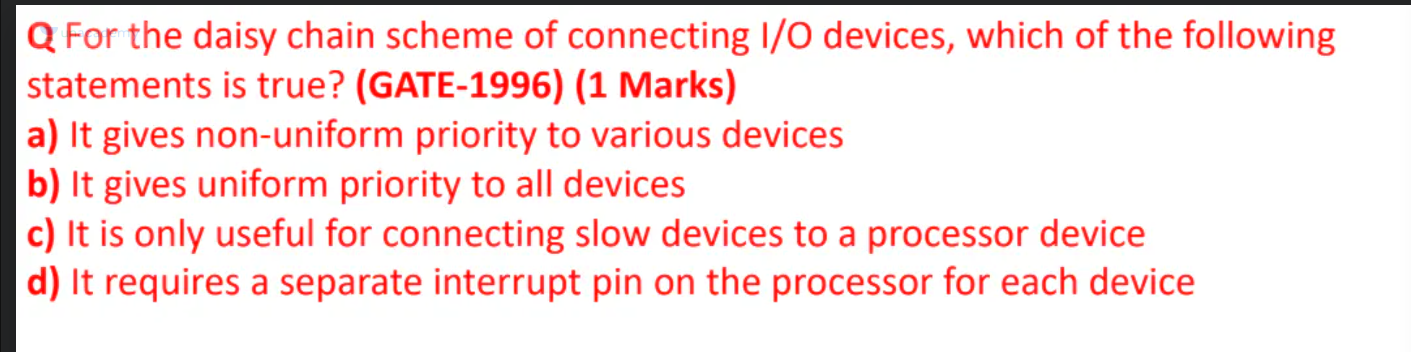 Q For the daisy chain scheme of connecting I/O devices, which of the following
statements is true? (GATE-1996) (1 Marks)
a) It gives non-uniform priority to various devices
b) It gives uniform priority to all devices
c) It is only useful for connecting slow devices to a processor device
d) It requires a separate interrupt pin on the processor for each device